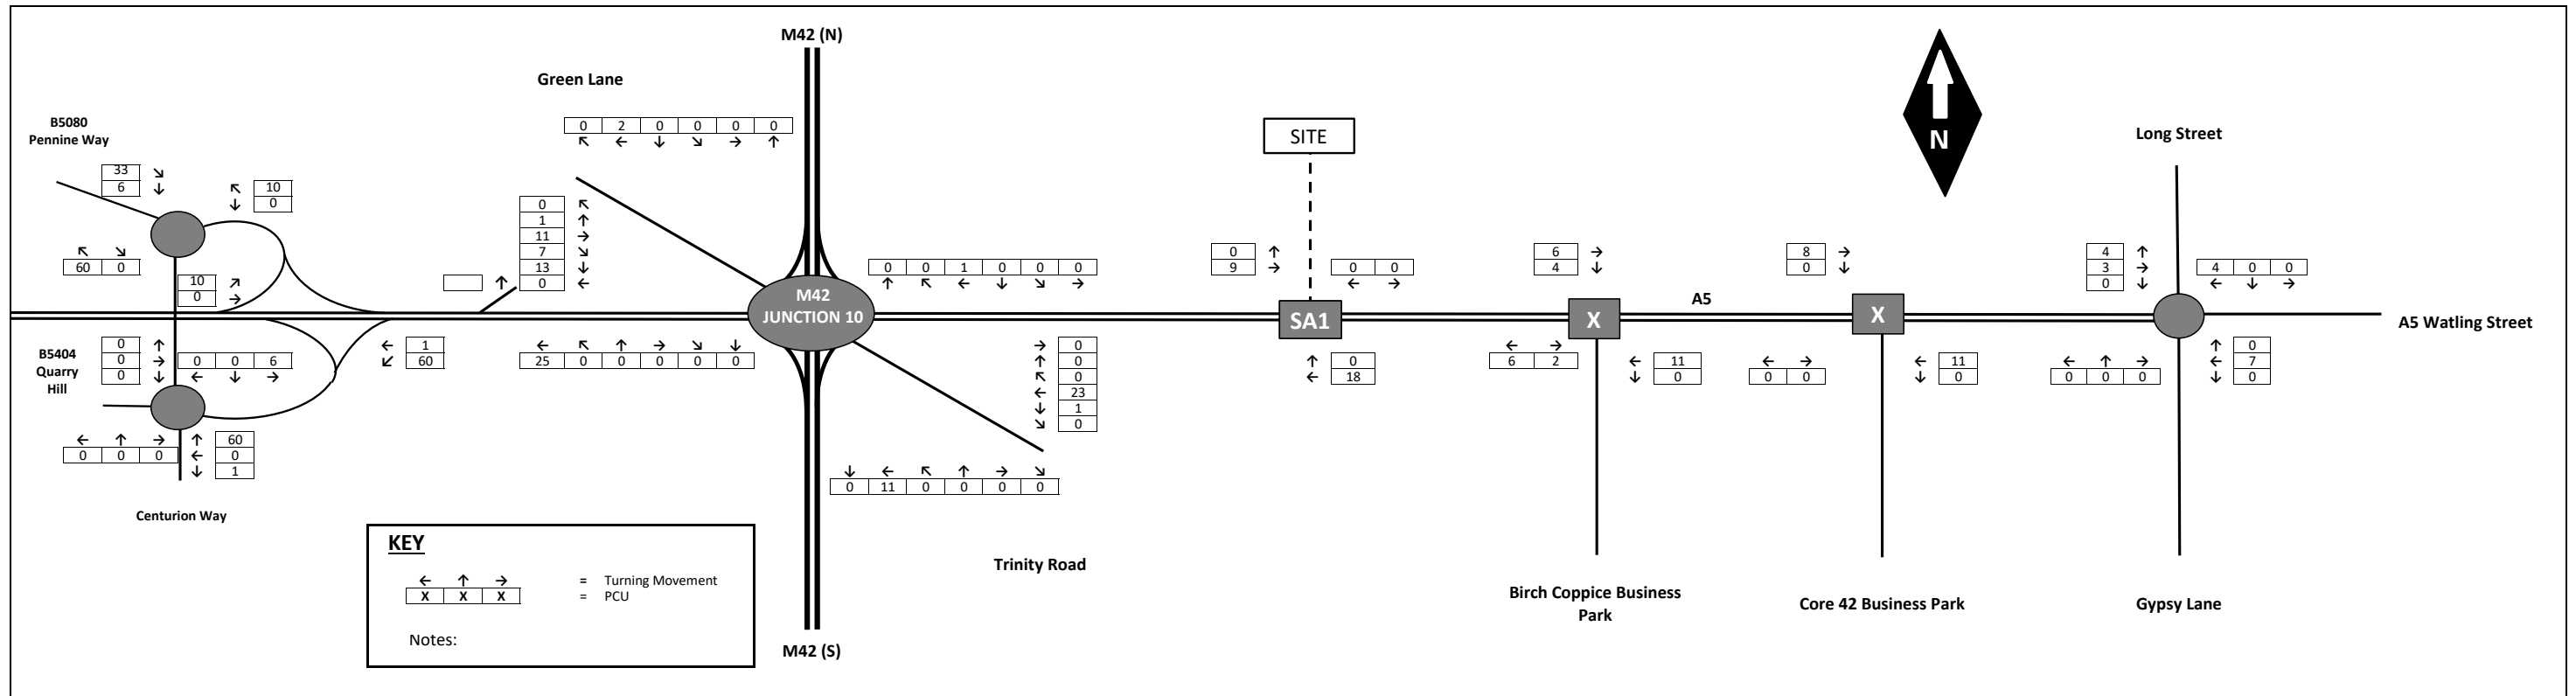 M42 (N)
Green Lane
B5080
Pennine Way
Long Street
SITE
N
0 2 0 0 0 0
↖ ← ↓ ↘ → ↑
33 ↘
6 ↓
↖ 10
↓ 0
↖ ↘
60 0
10 ↗
0 →
↑
0 ↖
1 ↑
11 →
7 ↘
13 ↓
0 ←
M42
JUNCTION 10
0 0 1 0 0 0
↑ ↖ ← ↓ ↘ →
0 ↑
9 →
0 0
← →
SA1
6 →
4 ↓
X
A5
8 →
0 ↓
X
4 ↑
3 →
0 ↓
4 0 0
← ↓ →
A5 Watling Street
B5404
Quarry
Hill
0 ↑
0 →
0 ↓
0 0 6
← ↓ →
← 1
↙ 60
← ↖ ↑ → ↘ ↓
25 0 0 0 0 0
→ 0
↑ 0
↖ 0
← 23
↓ 1
↘ 0
↑ 0
← 18
← →
6 2
← 11
↓ 0
← →
0 0
← 11
↓ 0
← ↑ →
0 0 0
↑ 0
← 7
↓ 0
← ↑ →
0 0 0
↑ 60
← 0
↓ 1
↓ ← ↖ ↑ → ↘
0 11 0 0 0 0
Centurion Way
KEY
← ↑ → = Turning Movement
X X X = PCU
Notes:
Trinity Road
M42 (S)
Birch Coppice Business
Park
Core 42 Business Park
Gypsy Lane